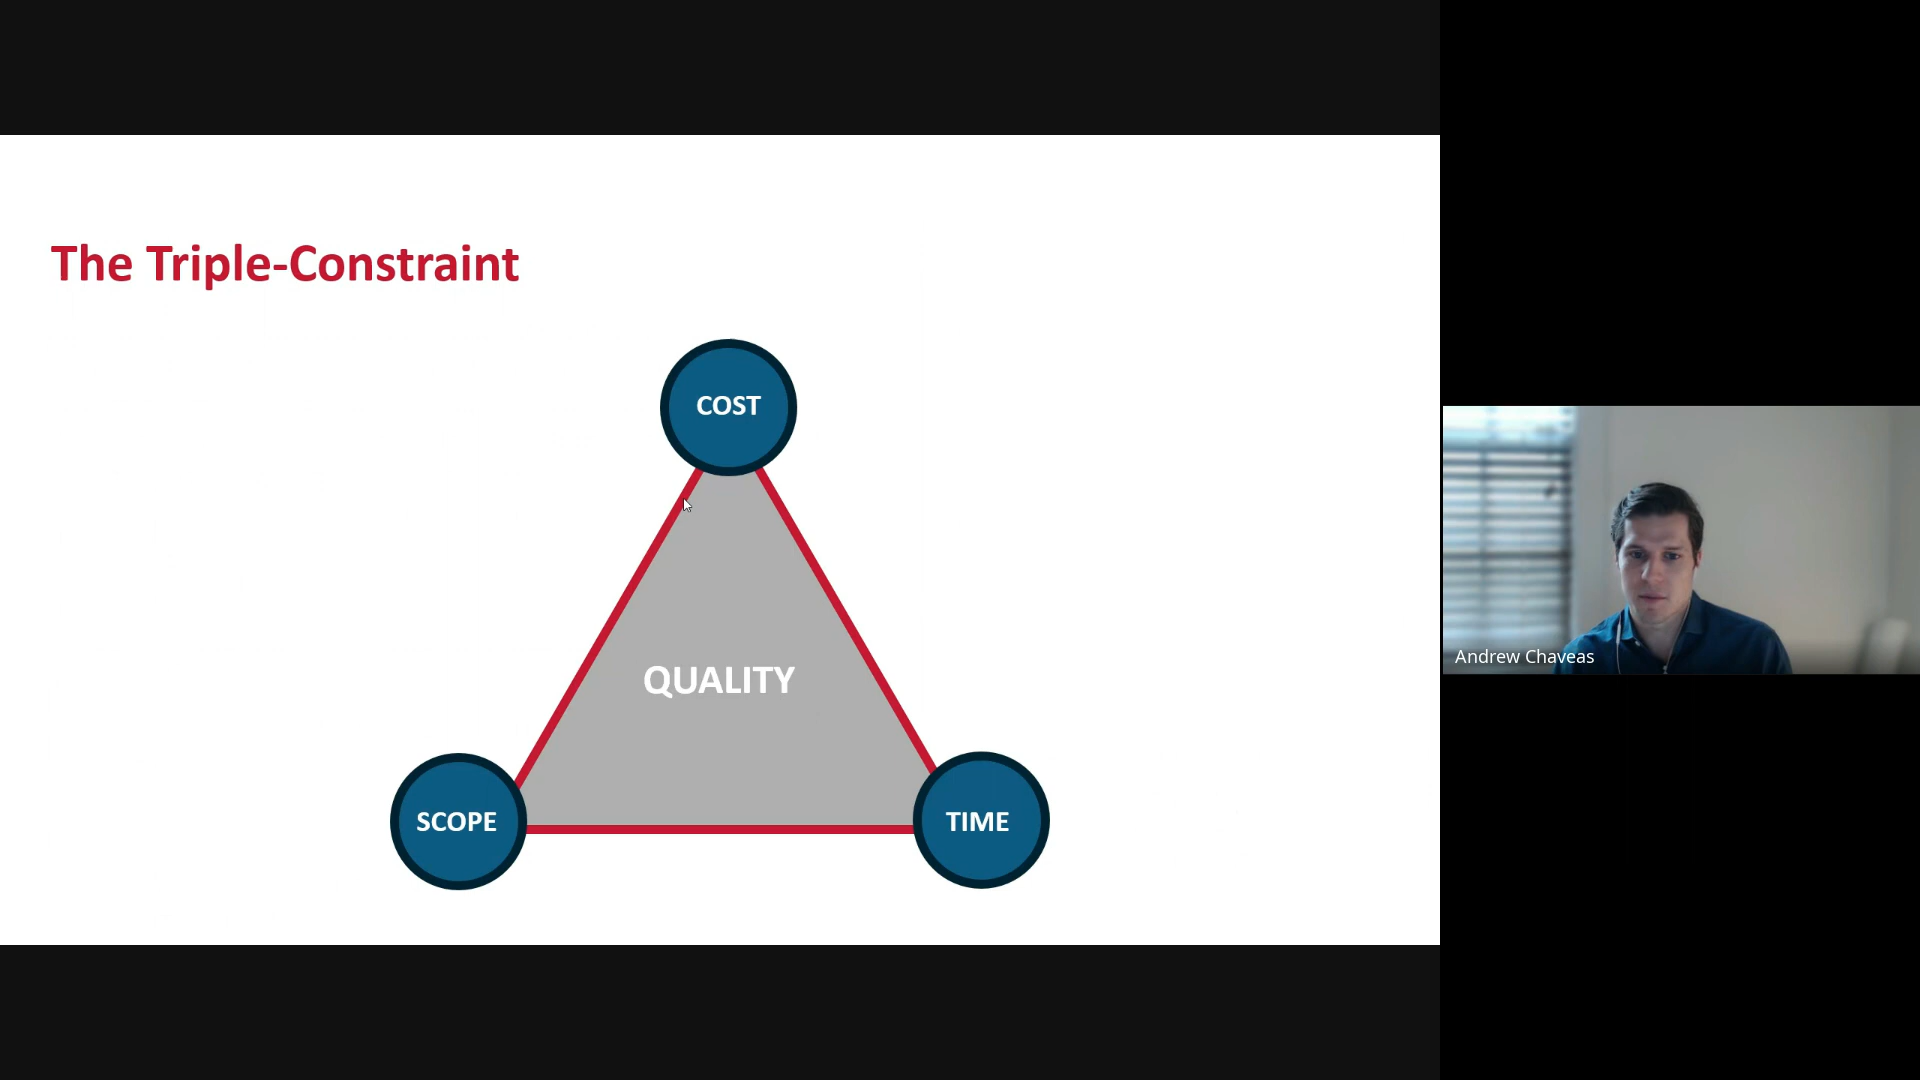 The Triple-Constraint
COST
QUALITY
SCOPE
TIME
Andrew Chaveas